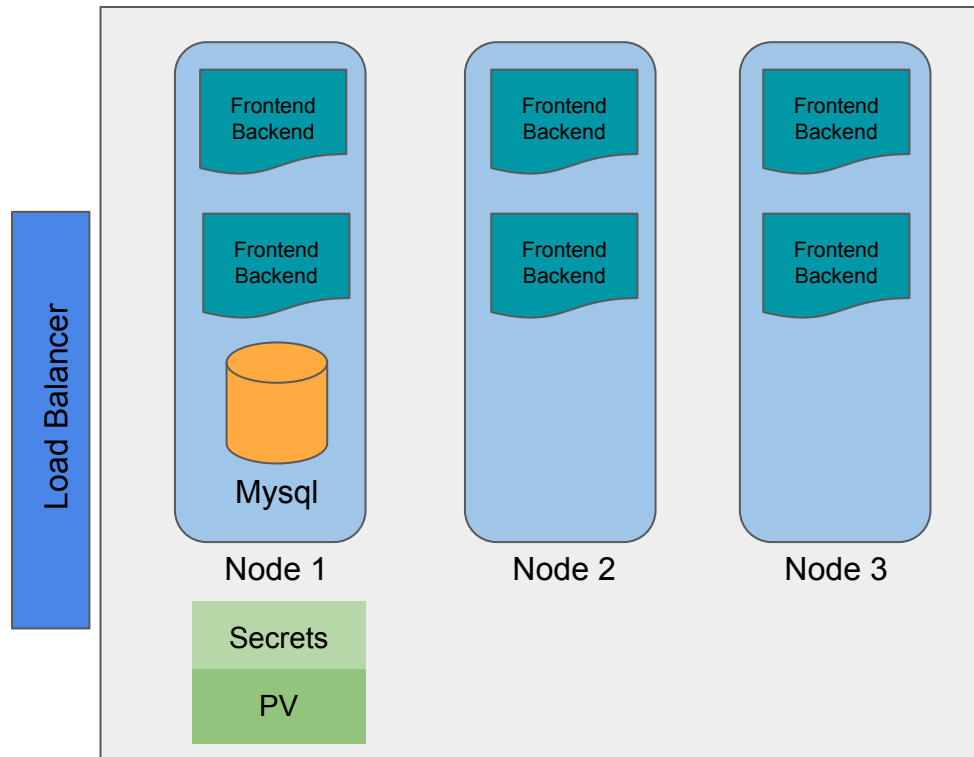 Load Balancer
Frontend
Backend
Frontend
Backend
Mysql
Node 1
Frontend
Backend
Frontend
Backend
Node 2
Frontend
Backend
Frontend
Backend
Node 3
Secrets
PV